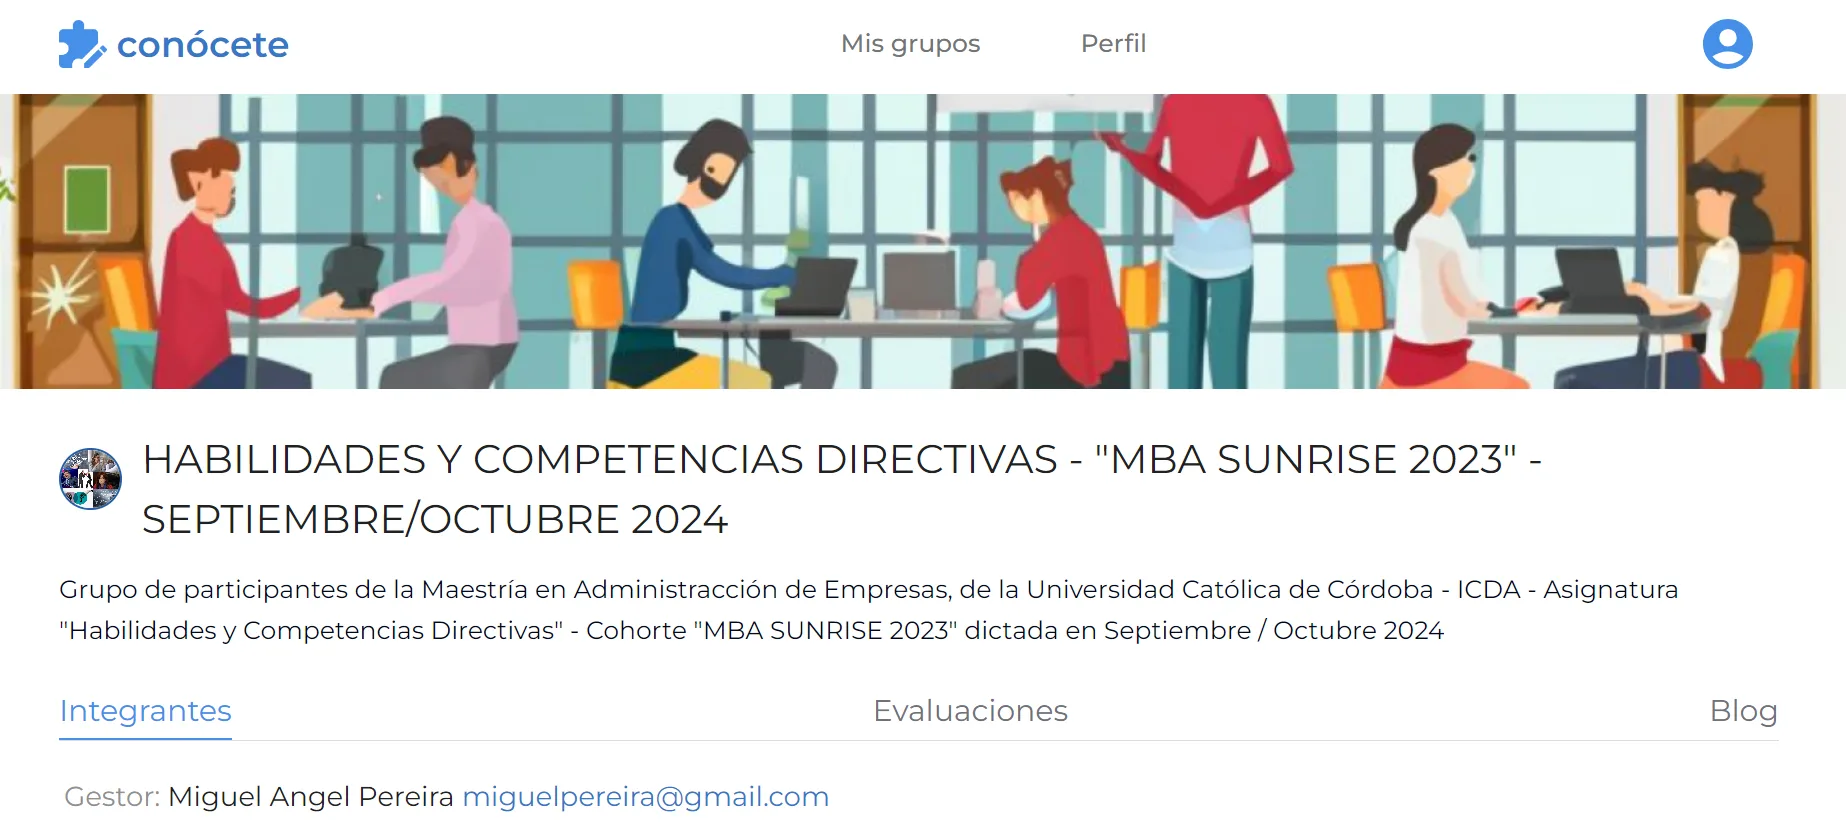 conócete
Mis grupos
Perfil
HABILIDADES Y COMPETENCIAS DIRECTIVAS - "MBA SUNRISE 2023" -
SEPTIEMBRE/OCTUBRE 2024
Grupo de participantes de la Maestría en Administracción de Empresas, de la Universidad Católica de Córdoba - ICDA - Asignatura
"Habilidades y Competencias Directivas" - Cohorte "MBA SUNRISE 2023" dictada en Septiembre / Octubre 2024
Integrantes
Evaluaciones
Blog
Gestor: Miguel Angel Pereira miguelpereira@gmail.com